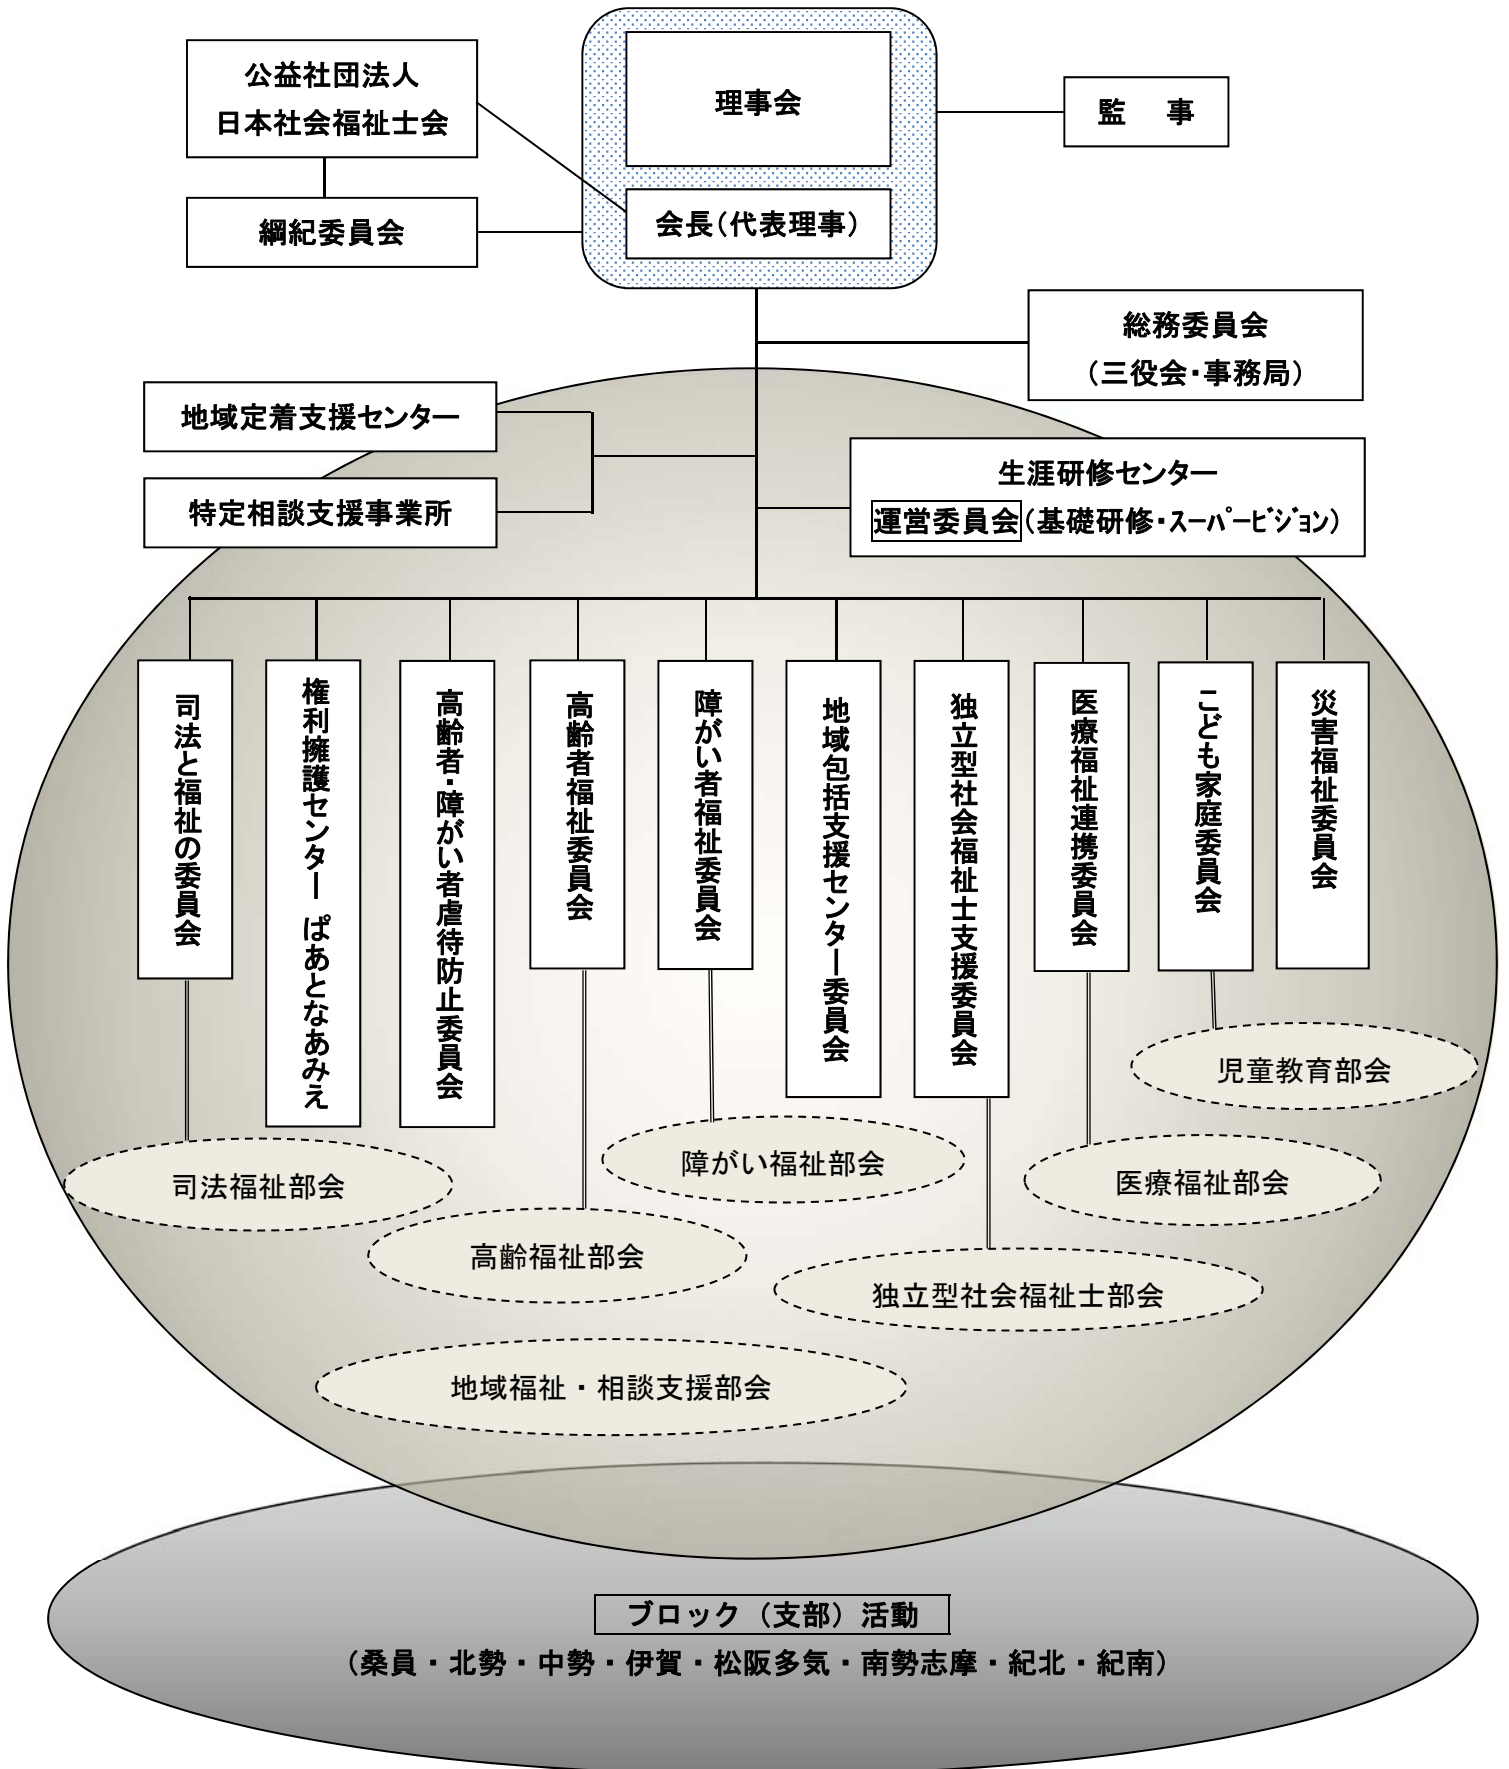 公益社団法人
日本社会福祉士会
理事会
監　事
綱紀委員会
会長（代表理事）
総務委員会
（三役会・事務局）
地域定着支援センター
特定相談支援事業所
生涯研修センター
運営委員会（基礎研修・ｽｰﾊﾟｰﾋﾞｼﾞｮﾝ）
司法と福祉の委員会
権利擁護センター ぱあとなあみえ
高齢者・障がい者虐待防止委員会
高齢者福祉委員会
障がい者福祉委員会
地域包括支援センター委員会
独立型社会福祉士支援委員会
医療福祉連携委員会
こども家庭委員会
災害福祉委員会
児童教育部会
障がい福祉部会
医療福祉部会
司法福祉部会
高齢福祉部会
独立型社会福祉士部会
地域福祉・相談支援部会
ブロック（支部）活動
（桑員・北勢・中勢・伊賀・松阪多気・南勢志摩・紀北・紀南）